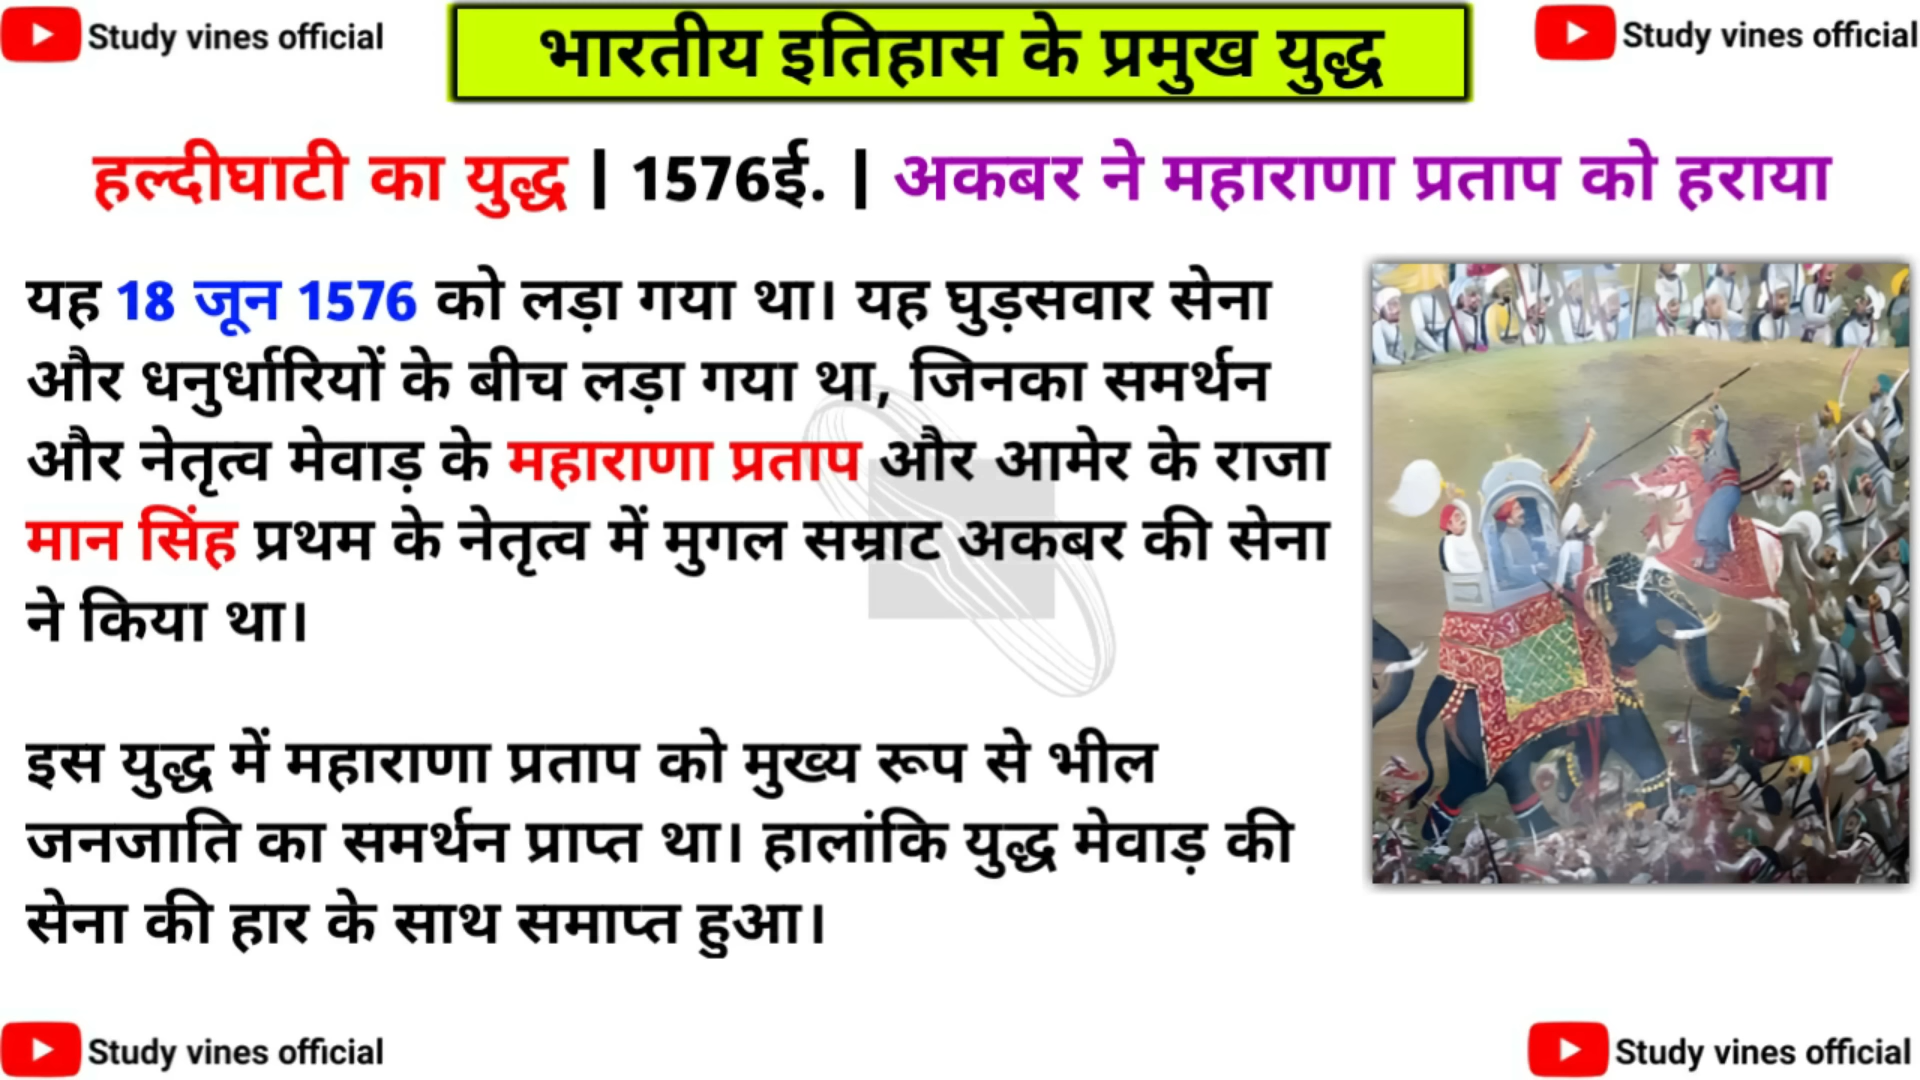 Study vines official
भारतीय इतिहास के प्रमुख युद्ध
Study vines official
हल्दीघाटी का युद्ध | 1576ई. | अकबर ने महाराणा प्रताप को हराया
यह 18 जून 1576 को लड़ा गया था। यह घुड़सवार सेना
और धनुर्धारियों के बीच लड़ा गया था, जिनका समर्थन
और नेतृत्व मेवाड़ के महाराणा प्रताप और आमेर के राजा
मान सिंह प्रथम के नेतृत्व में मुगल सम्राट अकबर की सेना
ने किया था।
इस युद्ध में महाराणा प्रताप को मुख्य रूप से भील
जनजाति का समर्थन प्राप्त था। हालांकि युद्ध मेवाड़ की
सेना की हार के साथ समाप्त हुआ।
Study vines official
Study vines official